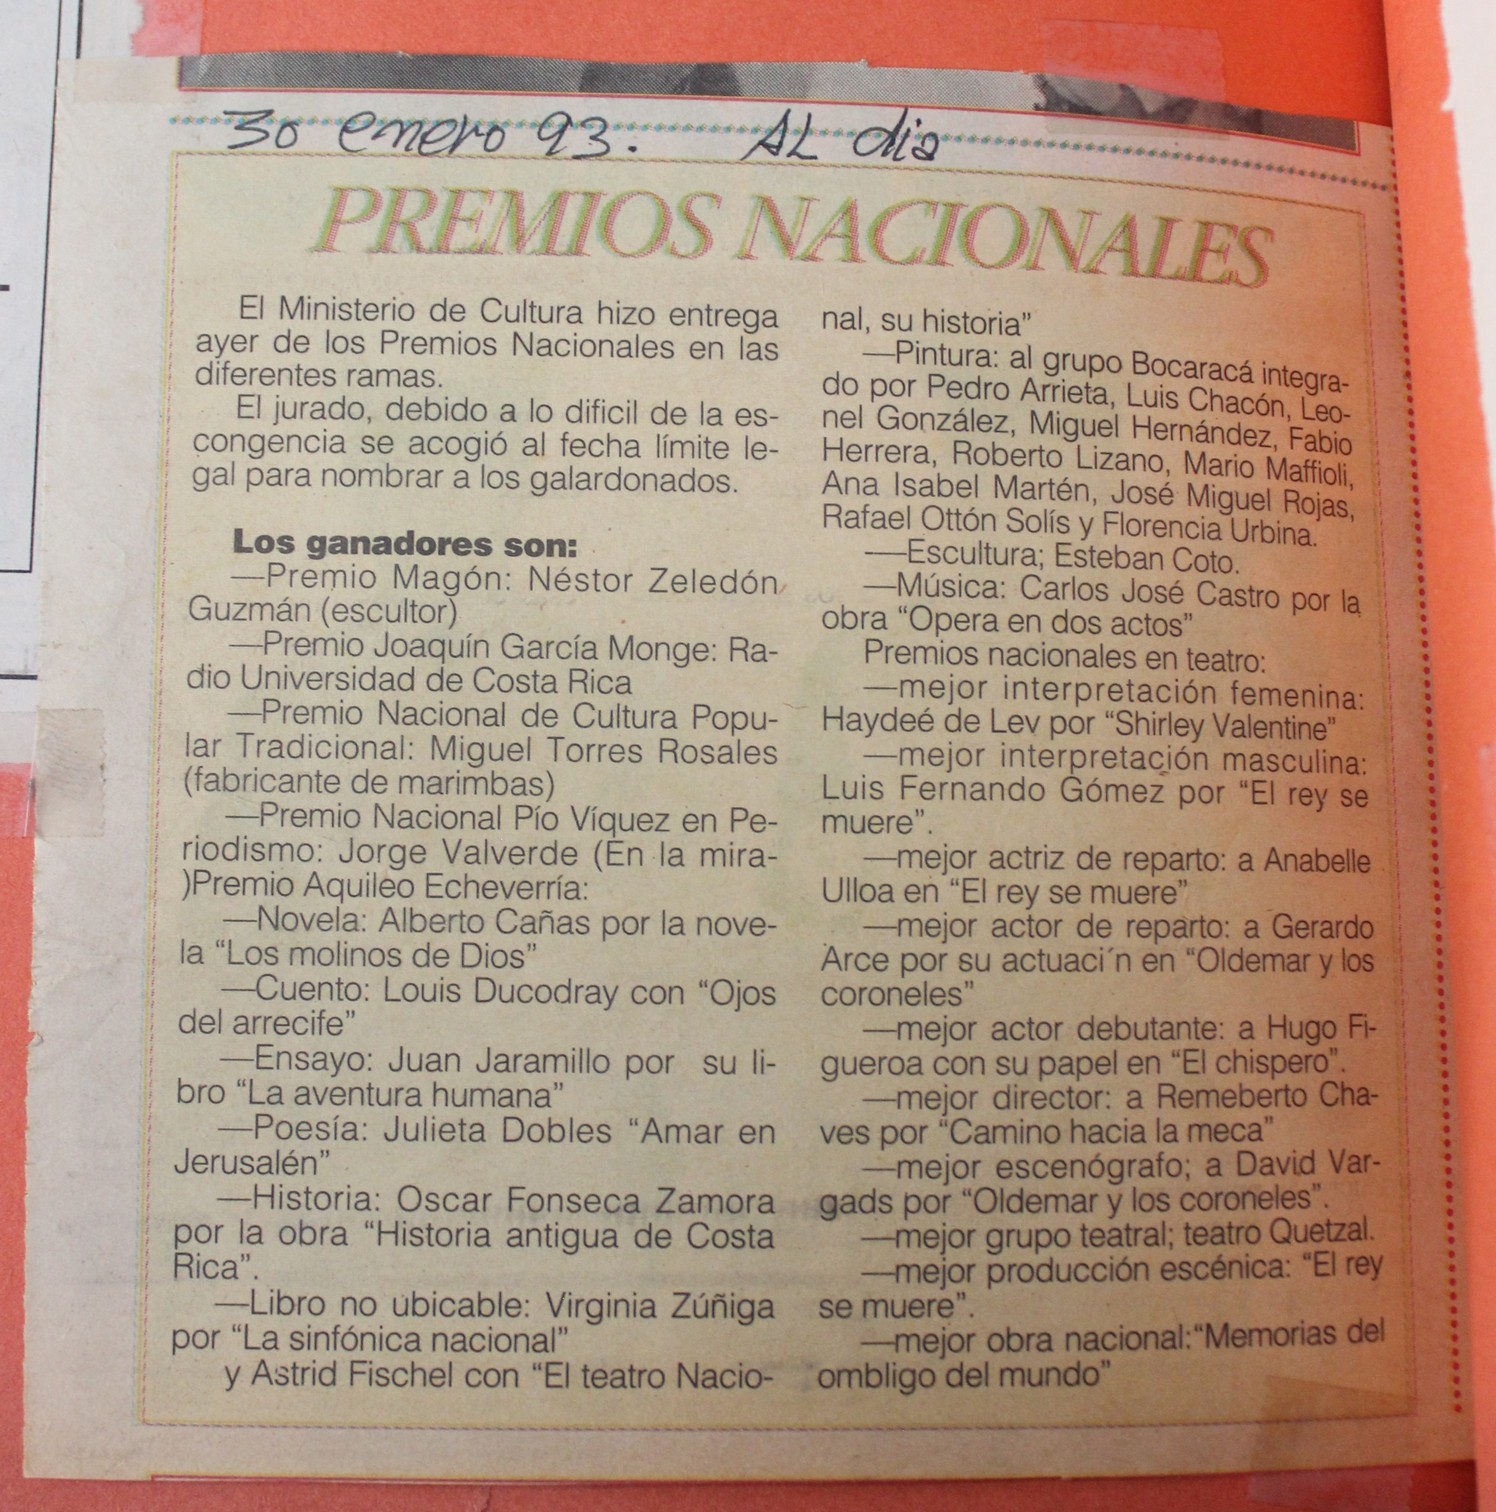 30 enero 93. AL dia
PREMIOS NACIONALES
El Ministerio de Cultura hizo entrega
ayer de los Premios Nacionales en las
diferentes ramas.
El jurado, debido a lo dificil de la es-
congencia se acogió al fecha límite le-
gal para nombrar a los galardonados.
Los ganadores son:
—Premio Magón: Néstor Zeledón
Guzmán (escultor)
—Premio Joaquín García Monge: Ra-
dio Universidad de Costa Rica
—Premio Nacional de Cultura Popu-
lar Tradicional: Miguel Torres Rosales
(fabricante de marimbas)
—Premio Nacional Pío Víquez en Pe-
riodismo: Jorge Valverde (En la mira-
)Premio Aquileo Echeverría:
—Novela: Alberto Cañas por la nove-
la “Los molinos de Dios”
—Cuento: Louis Ducodray con “Ojos
del arrecife”
—Ensayo: Juan Jaramillo por su li-
bro “La aventura humana”
—Poesía: Julieta Dobles “Amar en
Jerusalén”
—Historia: Oscar Fonseca Zamora
por la obra “Historia antigua de Costa
Rica”.
—Libro no ubicable: Virginia Zúñiga
por “La sinfónica nacional”
y Astrid Fischel con “El teatro Nacio-
nal, su historia”
—Pintura: al grupo Bocaracá integra-
do por Pedro Arrieta, Luis Chacón, Leo-
nel González, Miguel Hernández, Fabio
Herrera, Roberto Lizano, Mario Maffioli,
Ana Isabel Martén, José Miguel Rojas,
Rafael Ottón Solís y Florencia Urbina.
—Escultura; Esteban Coto.
—Música: Carlos José Castro por la
obra “Opera en dos actos”
Premios nacionales en teatro:
—mejor interpretación femenina:
Haydeé de Lev por “Shirley Valentine”
—mejor interpretación masculina:
Luis Fernando Gómez por “El rey se
muere”.
—mejor actriz de reparto: a Anabelle
Ulloa en “El rey se muere”
—mejor actor de reparto: a Gerardo
Arce por su actuaci´n en “Oldemar y los
coroneles”
—mejor actor debutante: a Hugo Fi-
gueroa con su papel en “El chispero”.
—mejor director: a Remeberto Cha-
ves por “Camino hacia la meca”
—mejor escenógrafo; a David Var-
gads por “Oldemar y los coroneles”.
—mejor grupo teatral; teatro Quetzal.
—mejor producción escénica: “El rey
se muere”.
—mejor obra nacional:“Memorias del
ombligo del mundo”